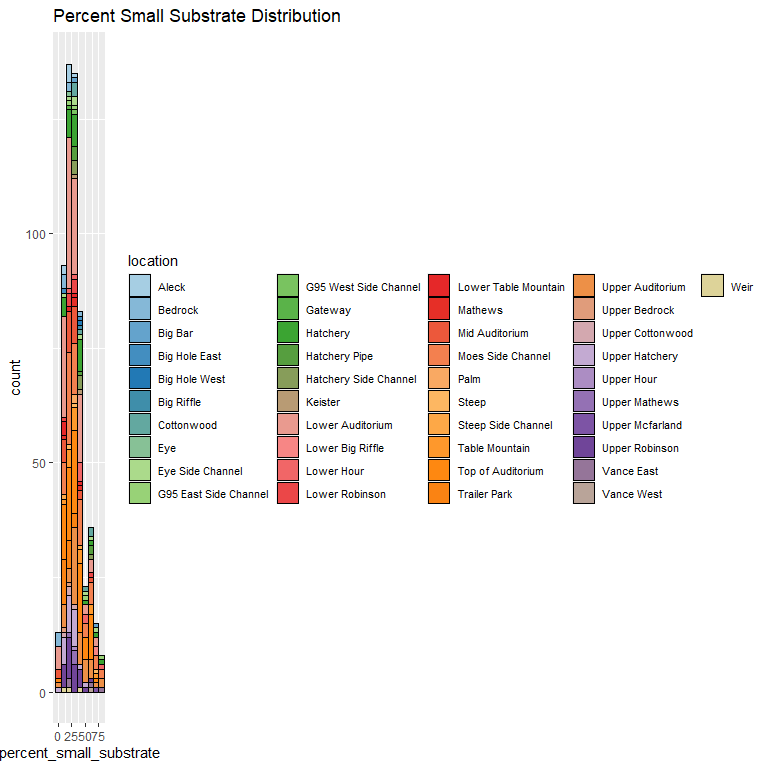 Percent Small Substrate Distribution
count
100
50
0
0 25 50 75
percent_small_substrate
location
Aleck
Bedrock
Big Bar
Big Hole East
Big Hole West
Big Riffle
Cottonwood
Eye
Eye Side Channel
G95 East Side Channel
G95 West Side Channel
Gateway
Hatchery
Hatchery Pipe
Hatchery Side Channel
Keister
Lower Auditorium
Lower Big Riffle
Lower Hour
Lower Robinson
Lower Table Mountain
Mathews
Mid Auditorium
Moes Side Channel
Palm
Steep
Steep Side Channel
Table Mountain
Top of Auditorium
Trailer Park
Upper Auditorium
Upper Bedrock
Upper Cottonwood
Upper Hatchery
Upper Hour
Upper Mathews
Upper Mcfarland
Upper Robinson
Vance East
Vance West
Weir